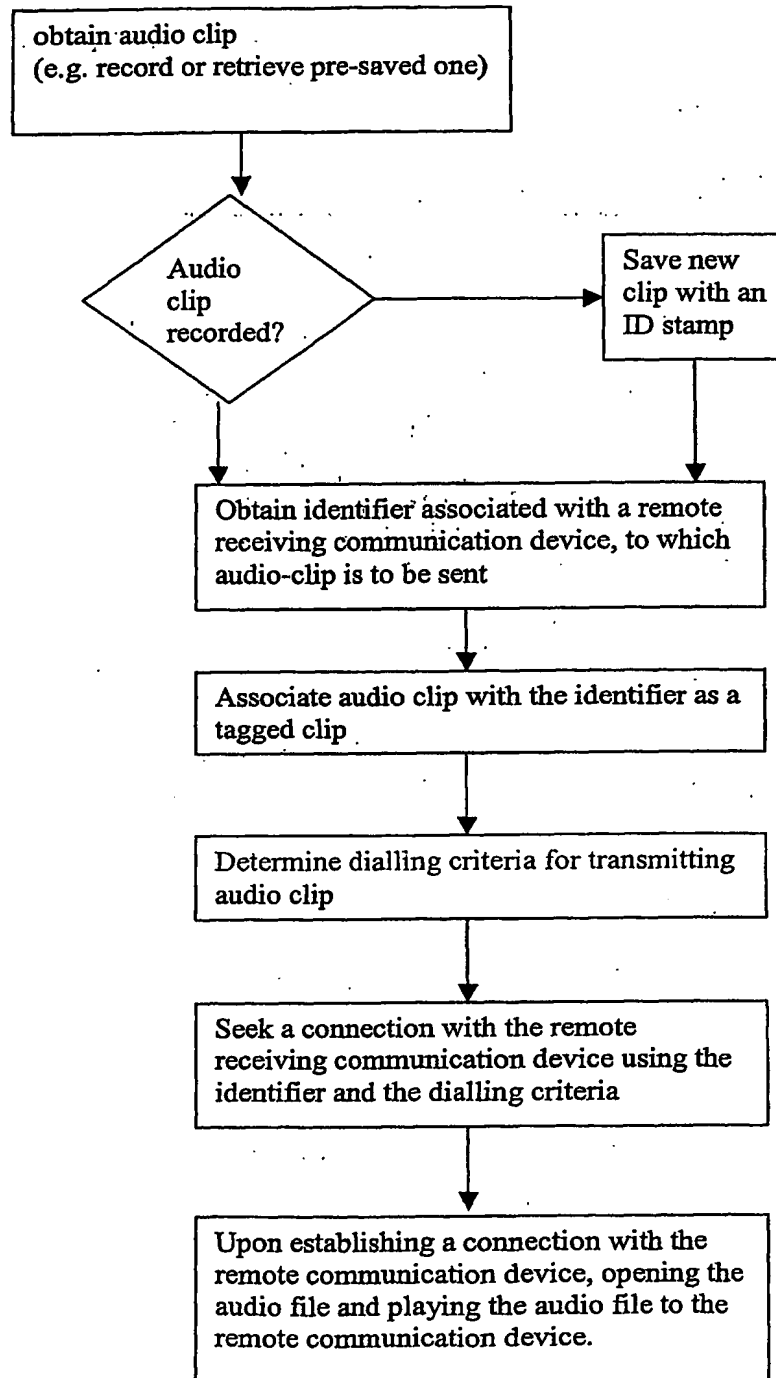 obtain audio clip
(e.g. record or retrieve pre-saved one)
Audio
clip
recorded?
Save new
clip with an
ID stamp
Obtain identifier associated with a remote
receiving communication device, to which
audio-clip is to be sent
Associate audio clip with the identifier as a
tagged clip
Determine dialling criteria for transmitting
audio clip
Seek a connection with the remote
receiving communication device using the
identifier and the dialling criteria
Upon establishing a connection with the
remote communication device, opening the
audio file and playing the audio file to the
remote communication device.